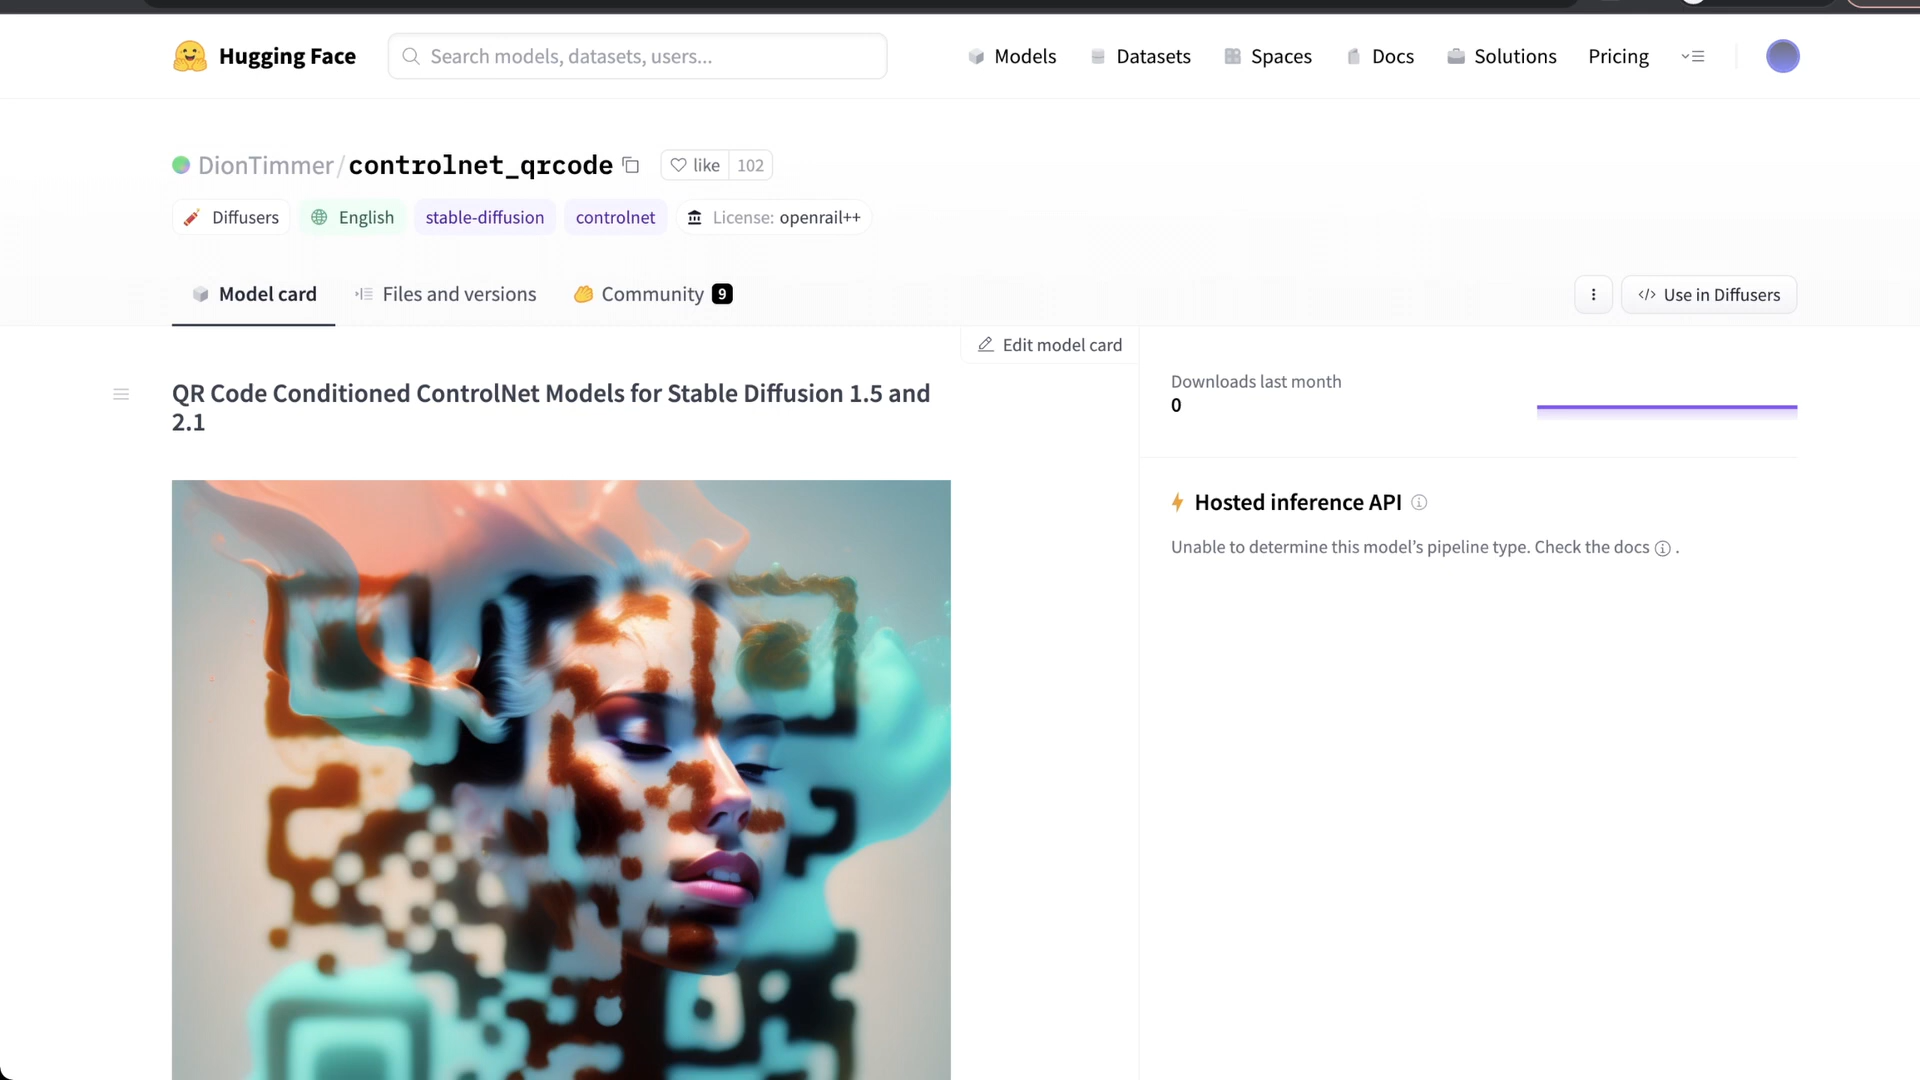 Hugging Face
Search models, datasets, users...
Models
Datasets
Spaces
Docs
Solutions
Pricing
DionTimmer/controlnet_qrcode
like 102
Diffusers
English
stable-diffusion
controlnet
License: openrail++
Model card
Files and versions
Community 9
</> Use in Diffusers
Edit model card
QR Code Conditioned ControlNet Models for Stable Diffusion 1.5 and
2.1
Downloads last month
0
Hosted inference API
Unable to determine this model’s pipeline type. Check the docs .